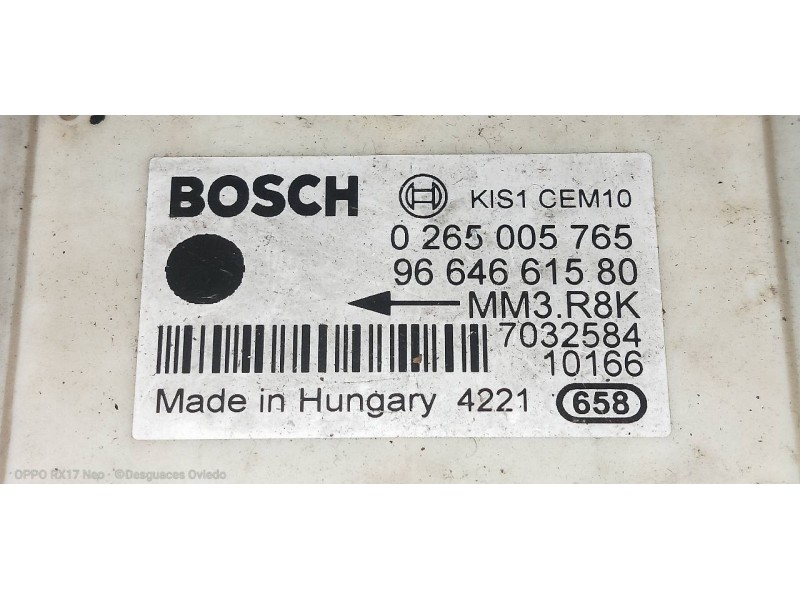 BOSCH KIS1 CEM10
0 265 005 765
96 646 615 80
MM3.R8K
7032584
10166
Made in Hungary 4221 658
OPPO RX17 Neo · ©Desguaces Oviedo